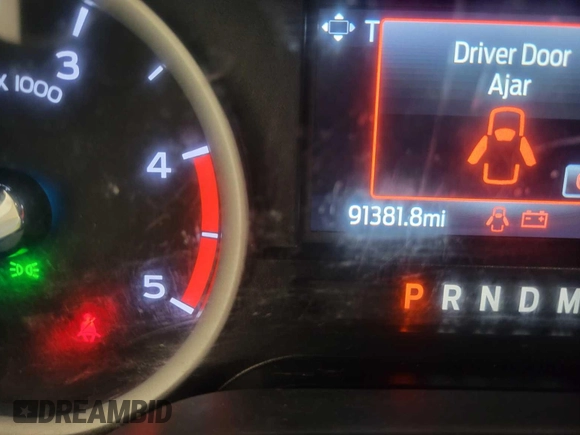 3
X 1000
4
5
T
Driver Door
Ajar
91381.8mi
P R N D M
DREAMBID